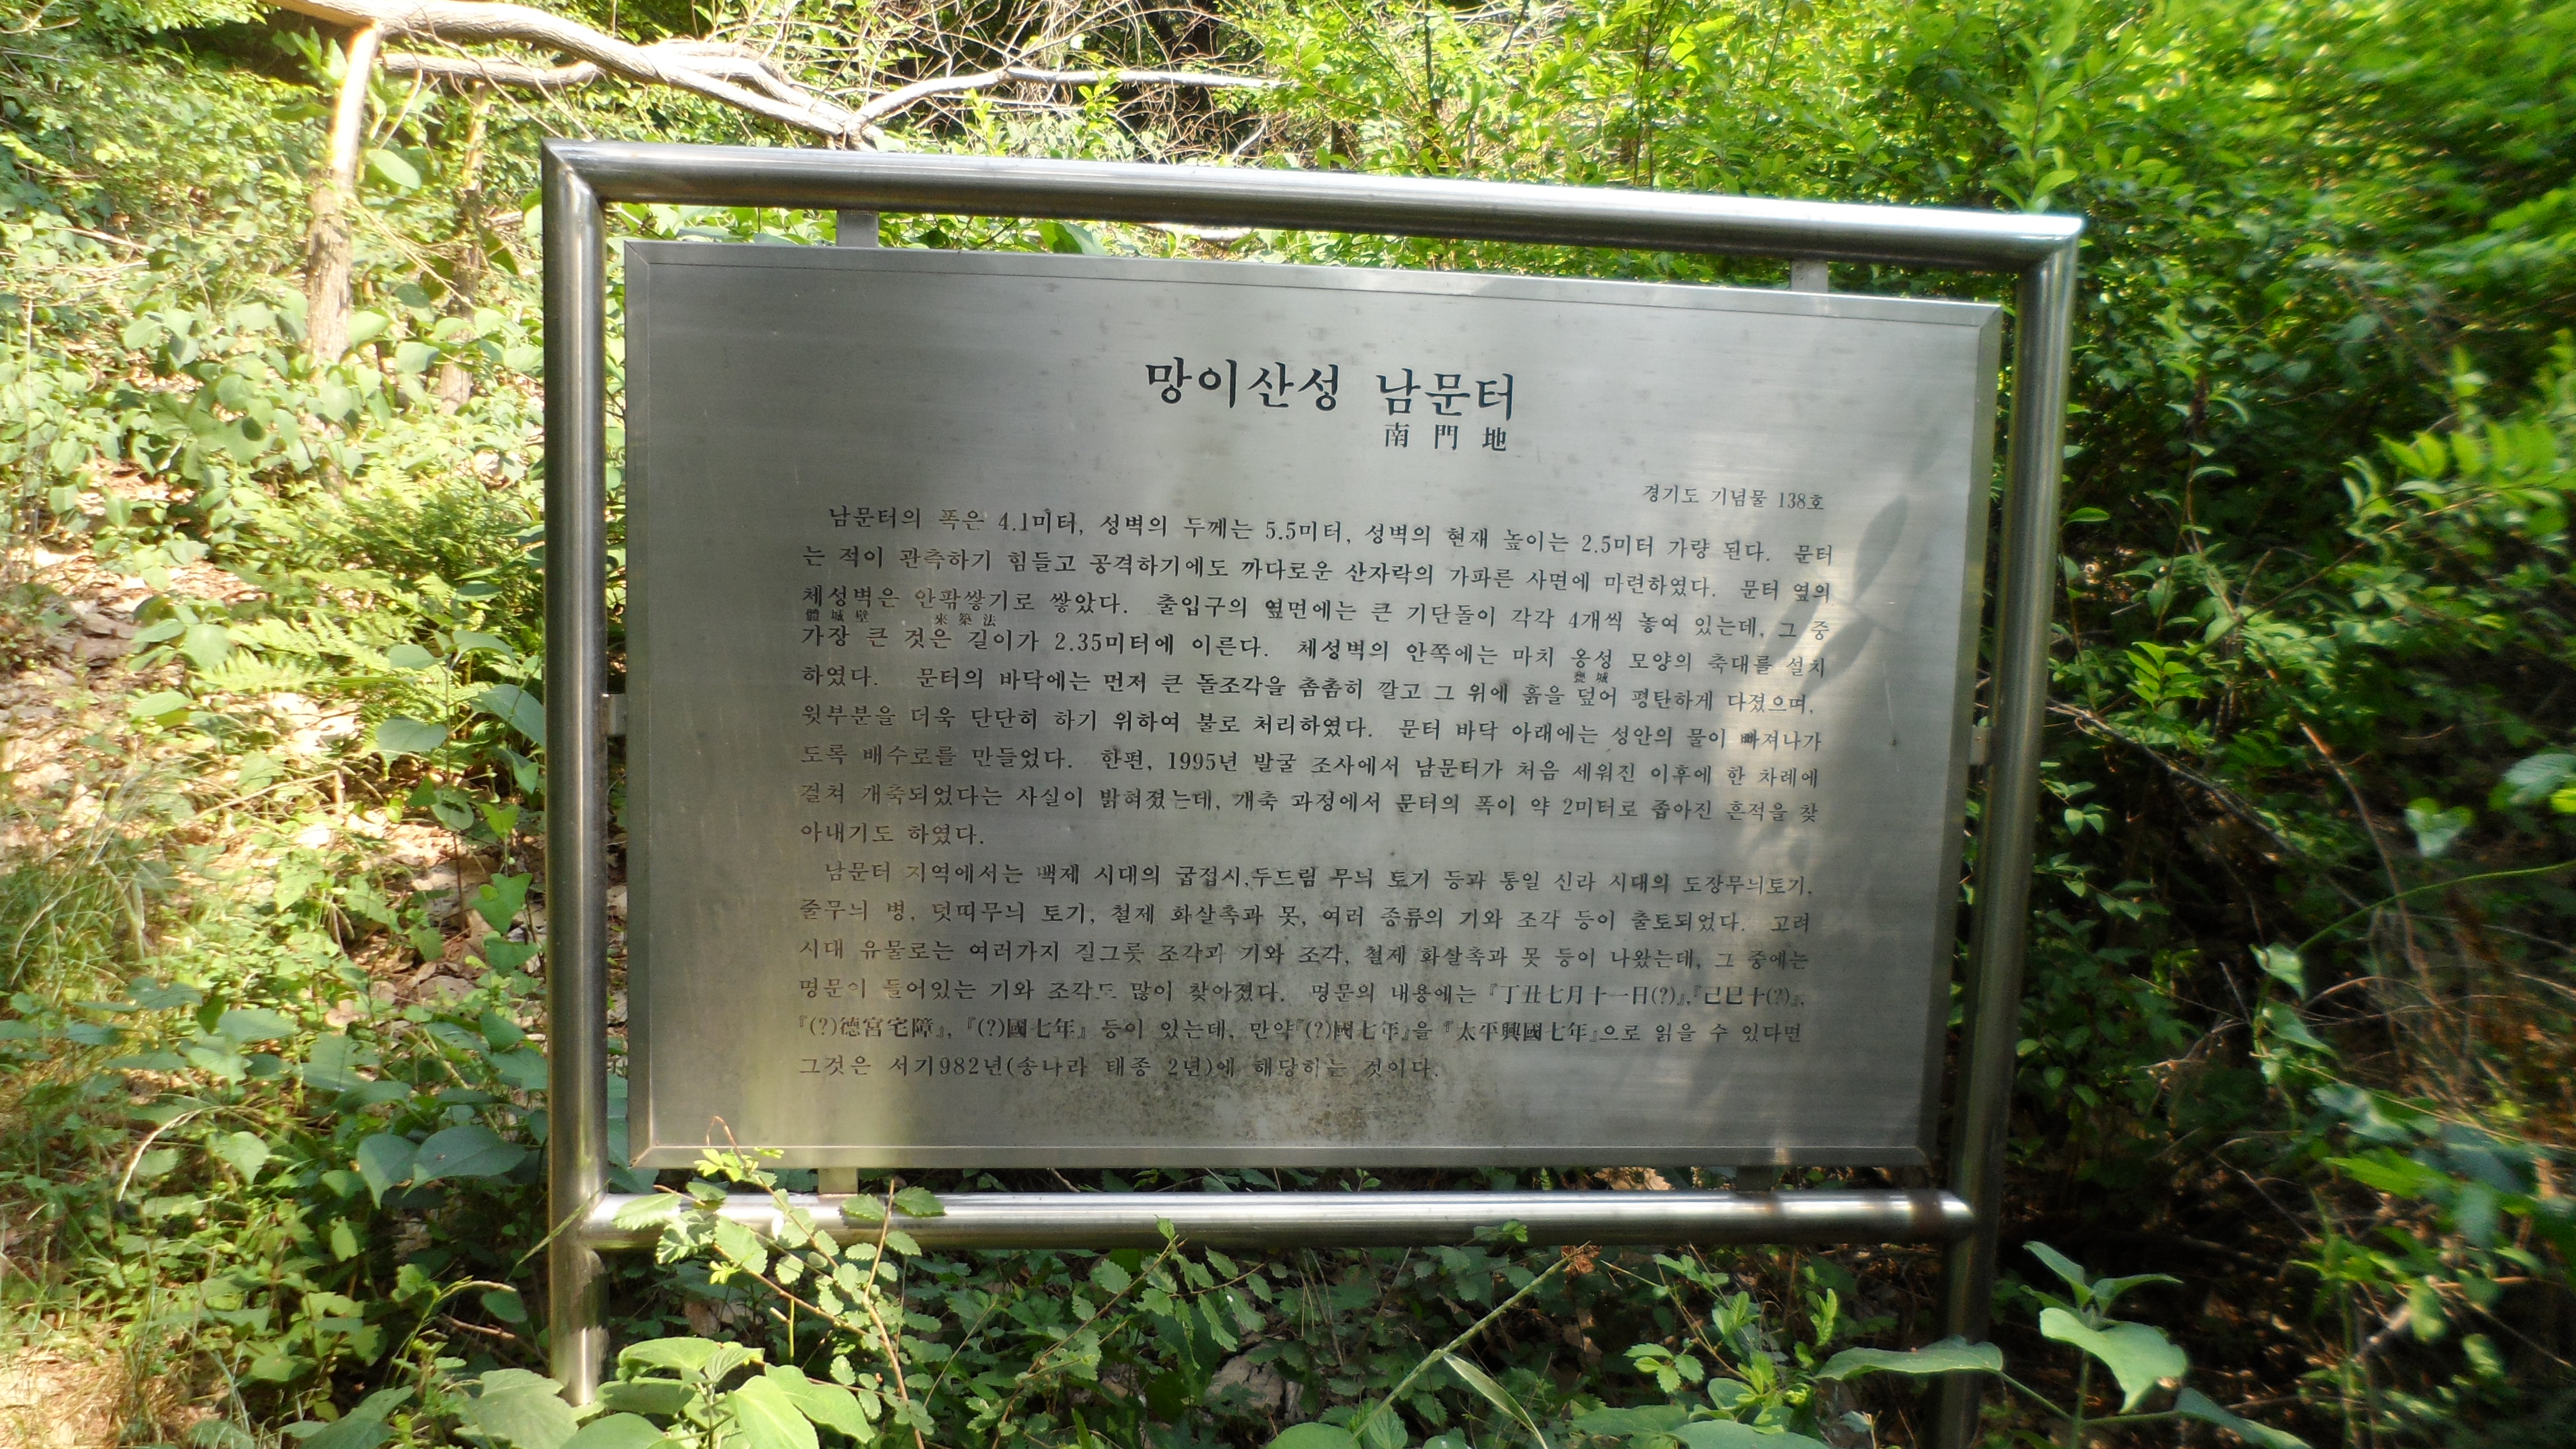 망이산성 남문터
南門地
경기도 기념물 138호
남문터의 폭은 4.1미터, 성벽의 두께는 5.5미터, 성벽의 현재 높이는 2.5미터 가량 된다. 문터
는 적이 관측하기 힘들고 공격하기에도 까다로운 산자락의 가파른 사면에 마련하였다. 문터 옆의
체성벽은 안팎쌓기로 쌓았다. 출입구의 옆면에는 큰 기단돌이 각각 4개씩 놓여 있는데, 그 중
體城壁 來築法
가장 큰 것은 길이가 2.35미터에 이른다. 체성벽의 안쪽에는 마치 옹성 모양의 축대를 설치
甕城
하였다. 문터의 바닥에는 먼저 큰 돌조각을 촘촘히 깔고 그 위에 흙을 덮어 평탄하게 다졌으며,
윗부분을 더욱 단단히 하기 위하여 불로 처리하였다. 문터 바닥 아래에는 성안의 물이 빠져나가
도록 배수로를 만들었다. 한편, 1995년 발굴 조사에서 남문터가 처음 세워진 이후에 한 차례에
걸쳐 개축되었다는 사실이 밝혀졌는데, 개축 과정에서 문터의 폭이 약 2미터로 좁아진 흔적을 찾
아내기도 하였다.
남문터 지역에서는 백제 시대의 굽접시,두드림 무늬 토기 등과 통일 신라 시대의 도장무늬토기,
줄무늬 병, 덧띠무늬 토기, 철제 화살촉과 못, 여러 종류의 기와 조각 등이 출토되었다. 고려
시대 유물로는 여러가지 질그릇 조각과 기와 조각, 철제 화살촉과 못 등이 나왔는데, 그 중에는
명문이 들어있는 기와 조각도 많이 찾아졌다. 명문의 내용에는 『丁丑七月十一日(?)』,『己巳十(?)』,
『(?)德宮宅障』, 『(?)國七年』 등이 있는데, 만약『(?)國七年』을 『太平興國七年』으로 읽을 수 있다면
그것은 서기982년(송나라 태종 2년)에 해당하는 것이다.